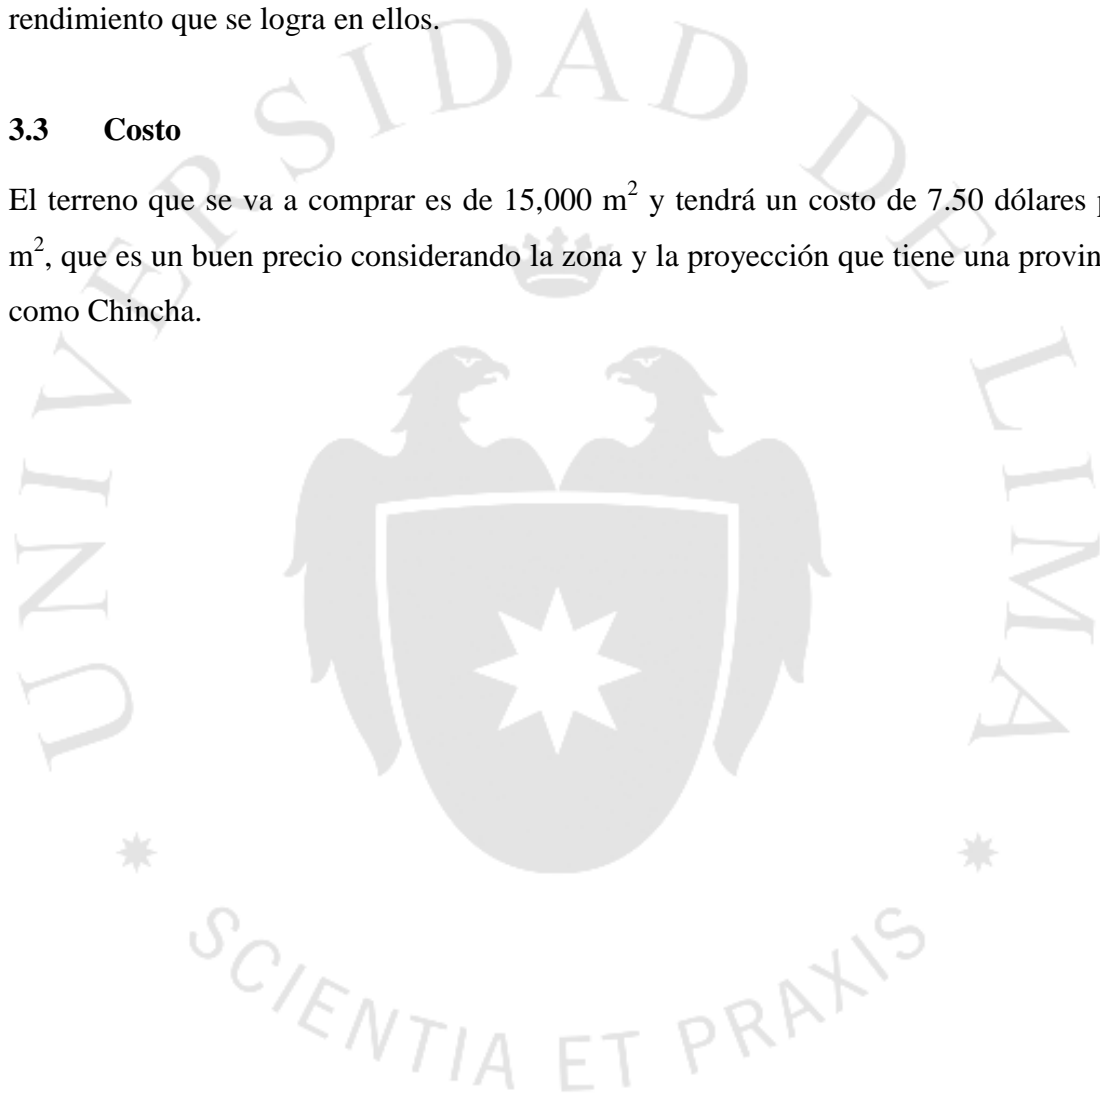 rendimiento que se logra en ellos.
3.3 Costo
El terreno que se va a comprar es de 15,000 m² y tendrá un costo de 7.50 dólares
m², que es un buen precio considerando la zona y la proyección que tiene una
como Chincha.
UNIVERSIDAD DE LIMA
SCIENTIA ET PRAXIS